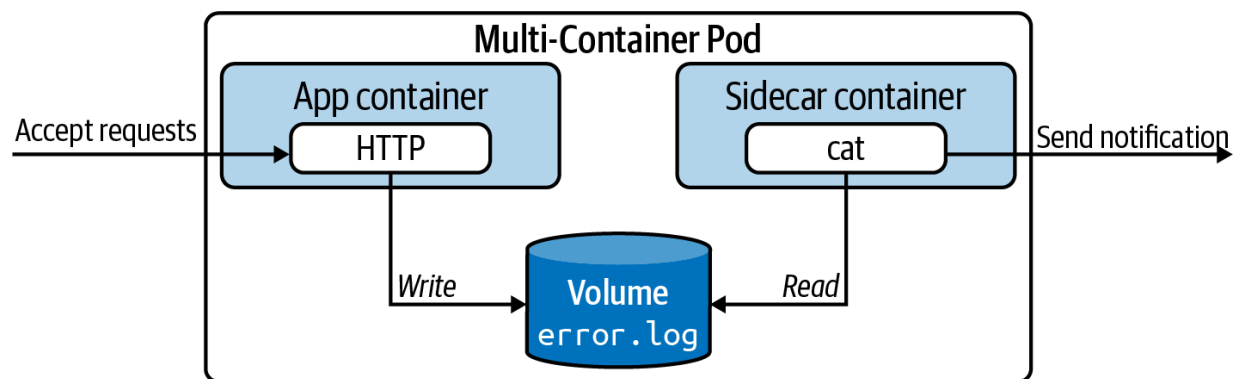 Multi-Container Pod
App container
Sidecar container
Accept requests
HTTP
cat
Send notification
Write
Volume
Read
error.log